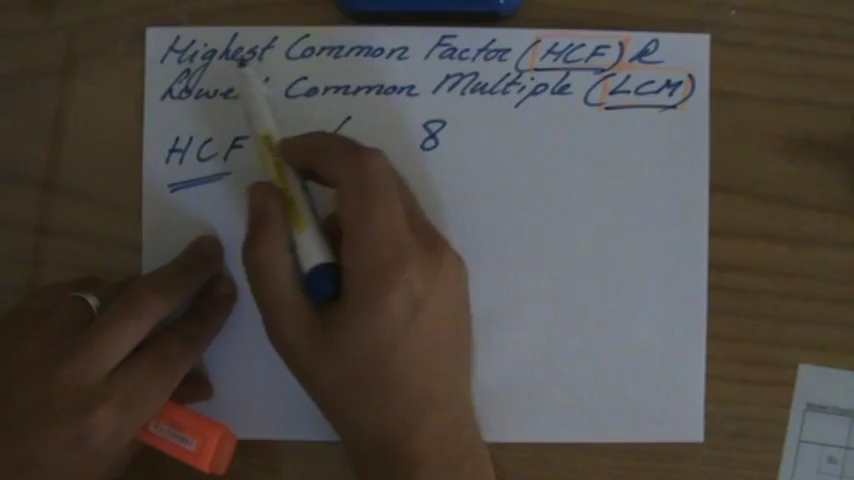 Highest Common Factor (HCF) &
Common Multiple (LCM)
HCF 8